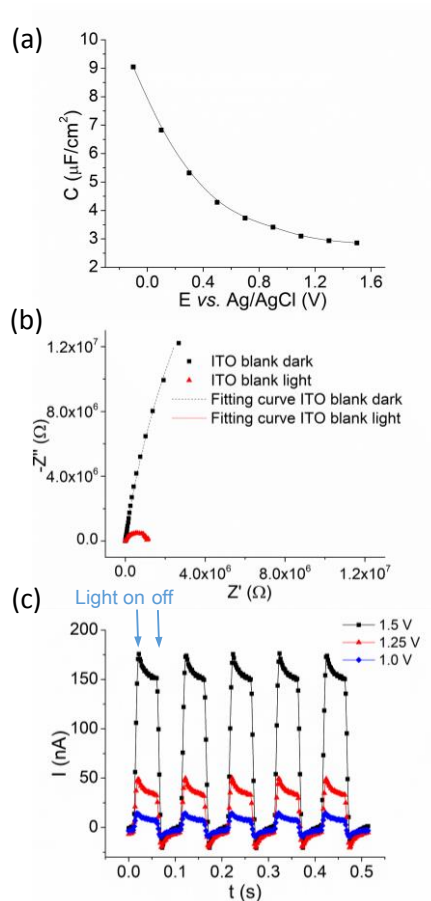 (a)
10
9
8
7
6
5
4
3
2
C (μF/cm²)
0.0 0.4 0.8 1.2 1.6
E vs. Ag/AgCl (V)
(b)
1.2x10⁷
8.0x10⁶
4.0x10⁶
0.0
-Z" (Ω)
ITO blank dark
ITO blank light
Fitting curve ITO blank dark
Fitting curve ITO blank light
0.0 4.0x10⁶ 8.0x10⁶ 1.2x10⁷
Z' (Ω)
(c)
Light on off
200
150
100
50
0
I (nA)
1.5 V
1.25 V
1.0 V
0.0 0.1 0.2 0.3 0.4 0.5
t (s)